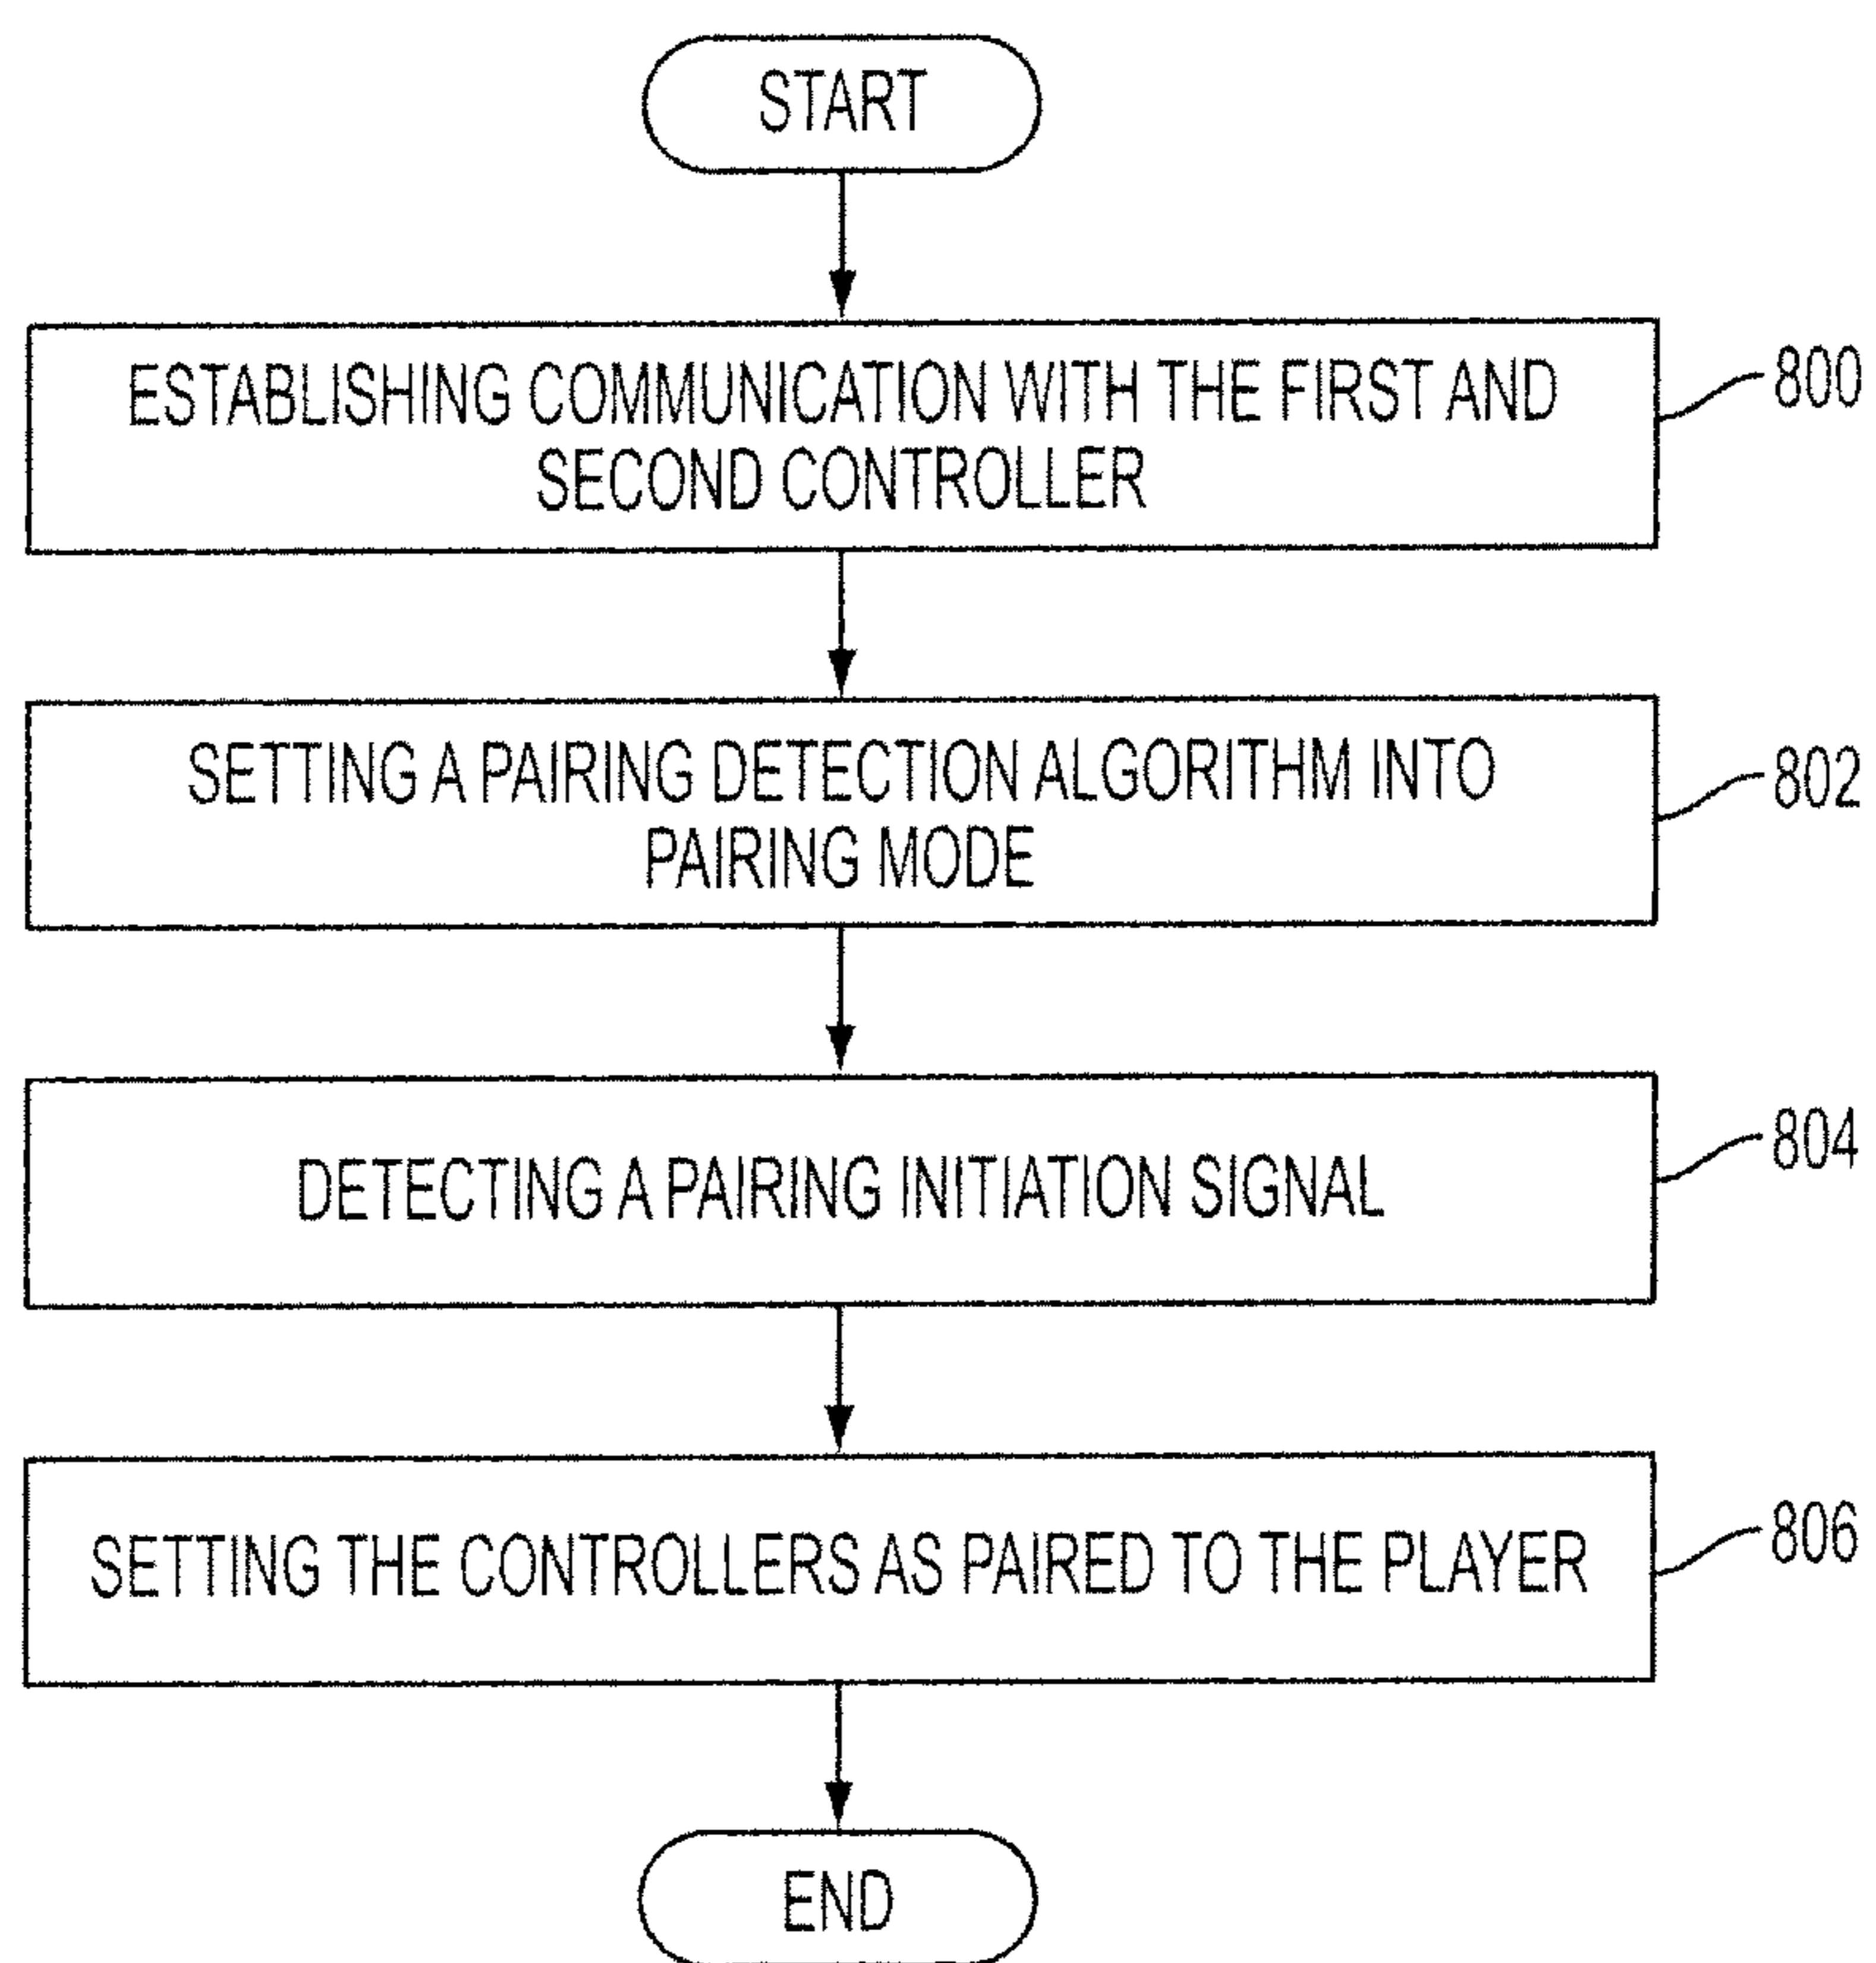 START
ESTABLISHING COMMUNICATION WITH THE FIRST AND
SECOND CONTROLLER
800
SETTING A PAIRING DETECTION ALGORITHM INTO
PAIRING MODE
802
DETECTING A PAIRING INITIATION SIGNAL
804
SETTING THE CONTROLLERS AS PAIRED TO THE PLAYER
806
END